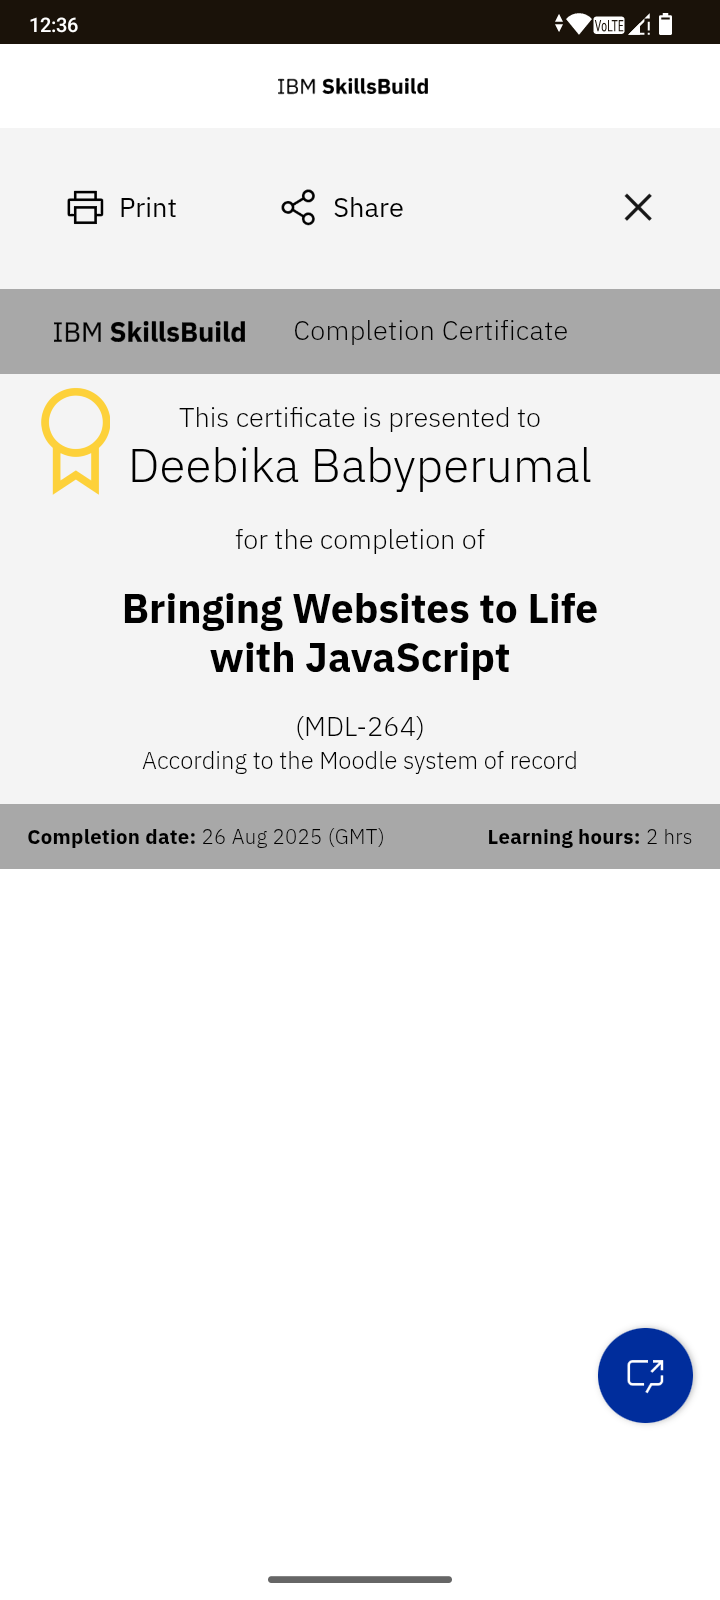 12:36
VoLTE
IBM SkillsBuild
Print
Share
IBM SkillsBuild
Completion Certificate
This certificate is presented to
Deebika Babyperumal
for the completion of
Bringing Websites to Life
with JavaScript
(MDL-264)
According to the Moodle system of record
Completion date: 26 Aug 2025 (GMT)
Learning hours: 2 hrs